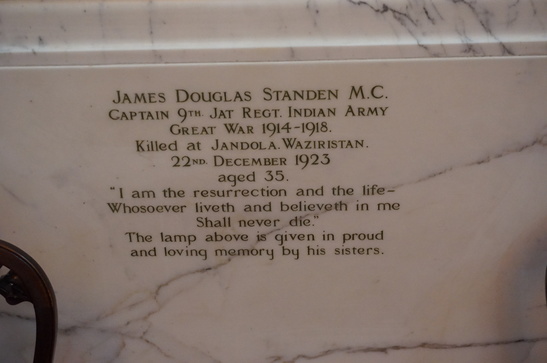 JAMES DOUGLAS STANDEN M.C.
CAPTAIN 9TH. JAT REGT. INDIAN ARMY
GREAT WAR 1914-1918.
Killed at JANDOLA. WAZIRISTAN.
22ND. DECEMBER 1923
aged 35.
"I am the resurrection and the life–
Whosoever liveth and believeth in me
Shall never die."
The lamp above is given in proud
and loving memory by his sisters.